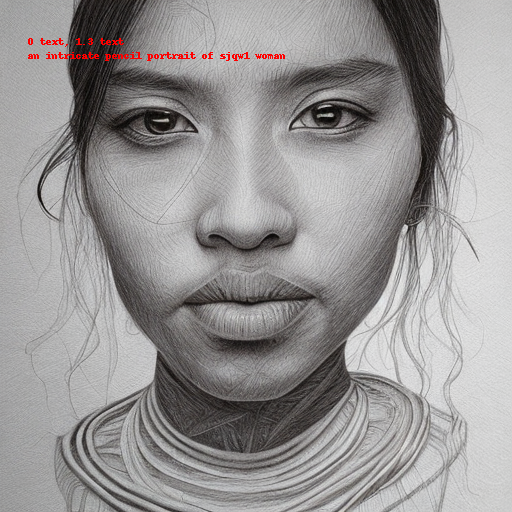 0 text, 1.3 text
an intricate pencil portrait of sjqw1 woman